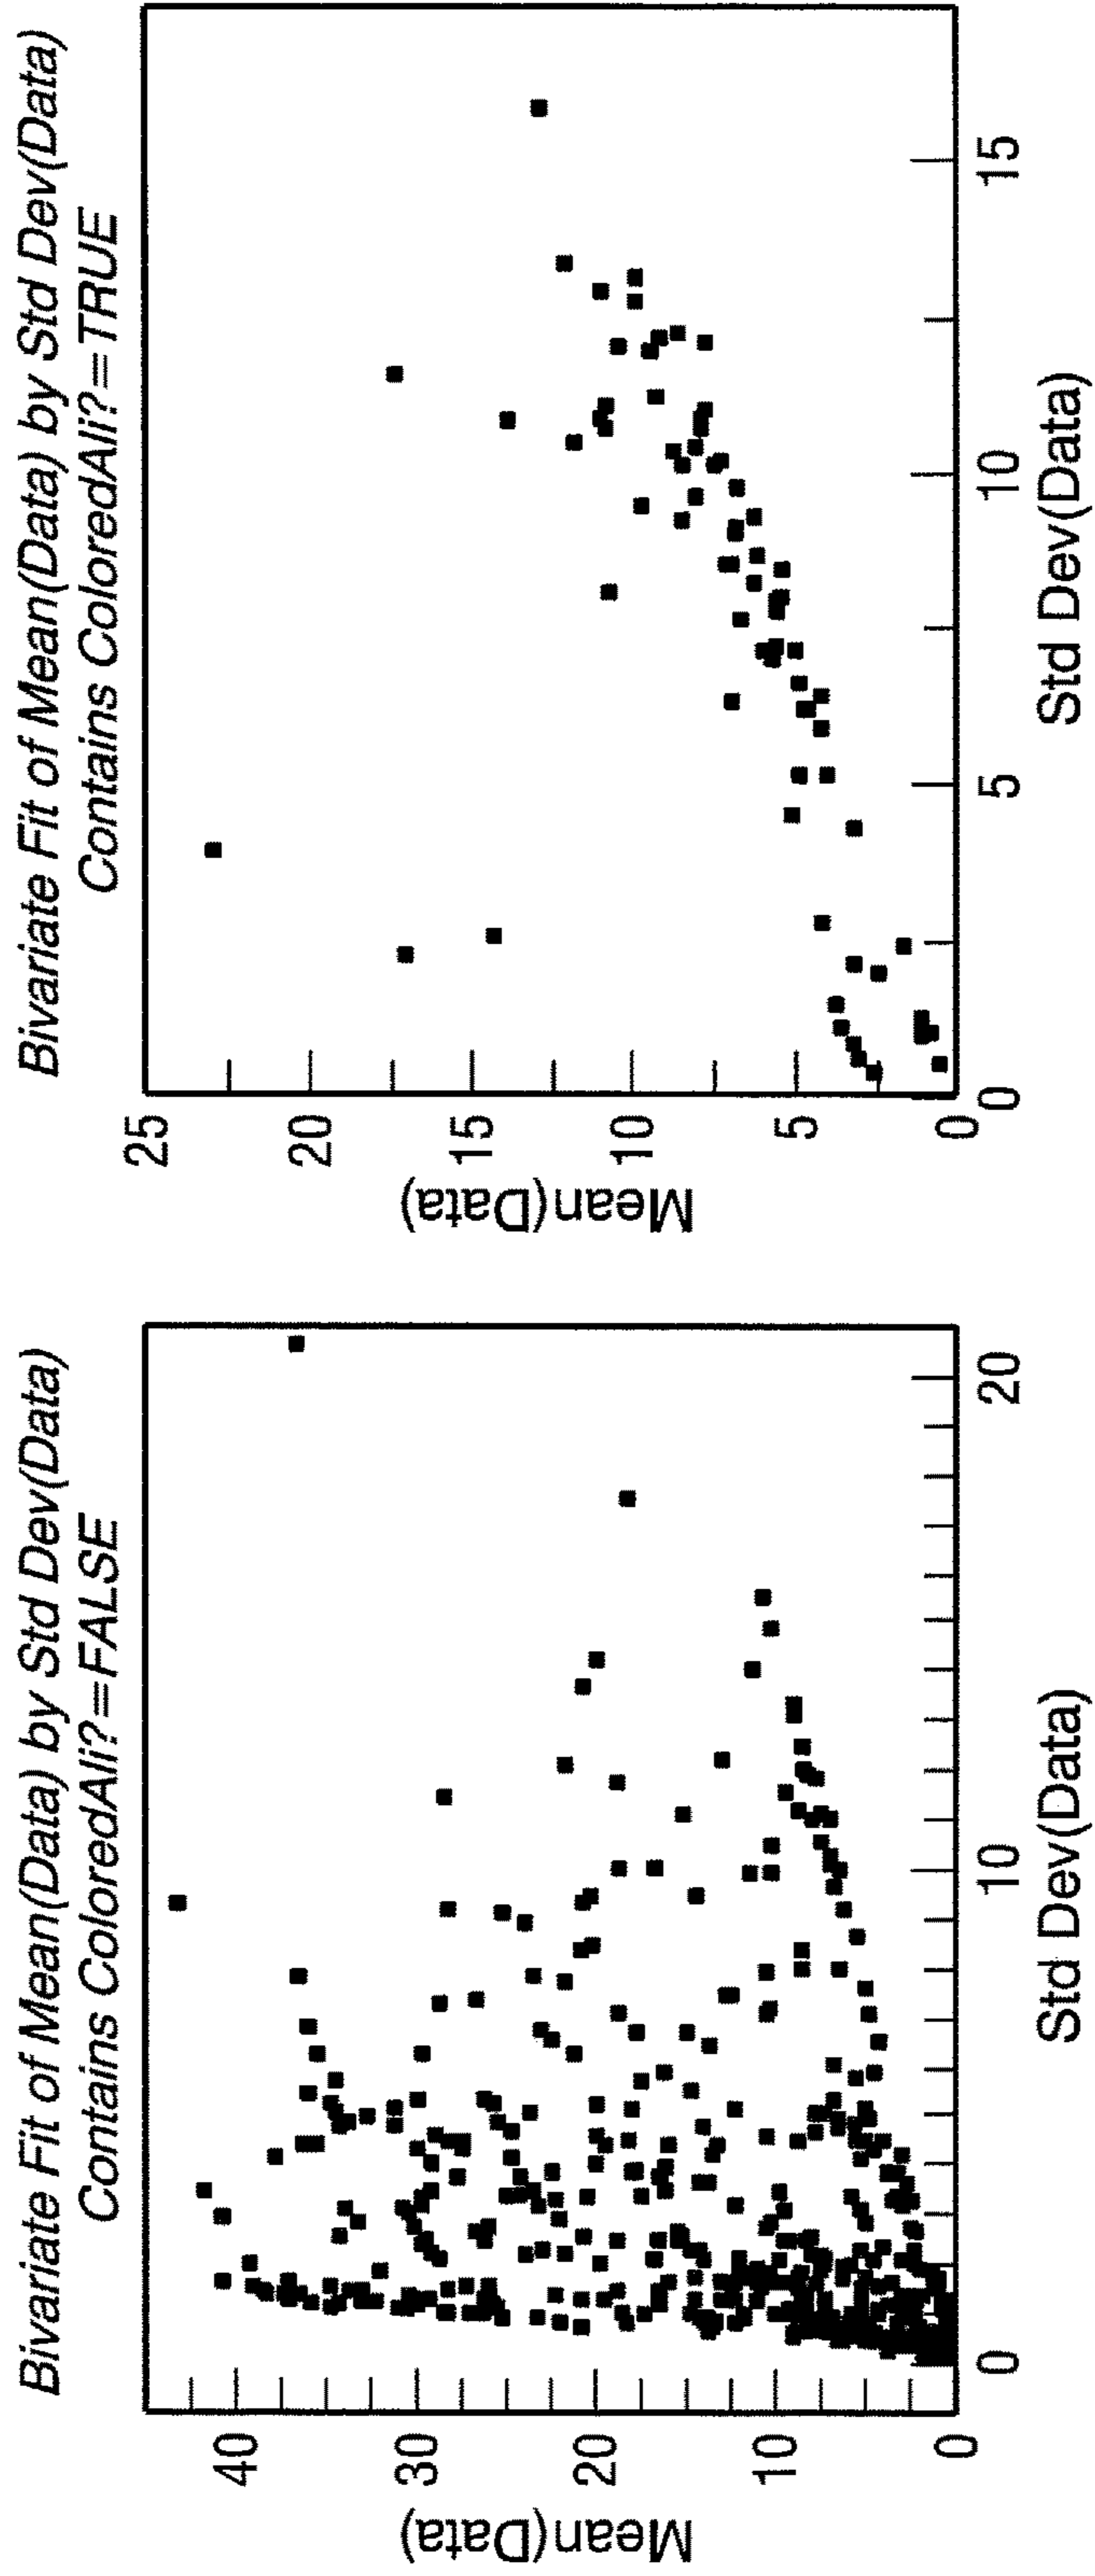 Bivariate Fit of Mean(Data) by Std Dev(Data)
Contains ColoredAli?=FALSE
Mean(Data)
40
30
20
10
0
0
10
20
Std Dev(Data)
Bivariate Fit of Mean(Data) by Std Dev(Data)
Contains ColoredAli?=TRUE
Mean(Data)
25
20
15
10
5
0
0
5
10
15
Std Dev(Data)